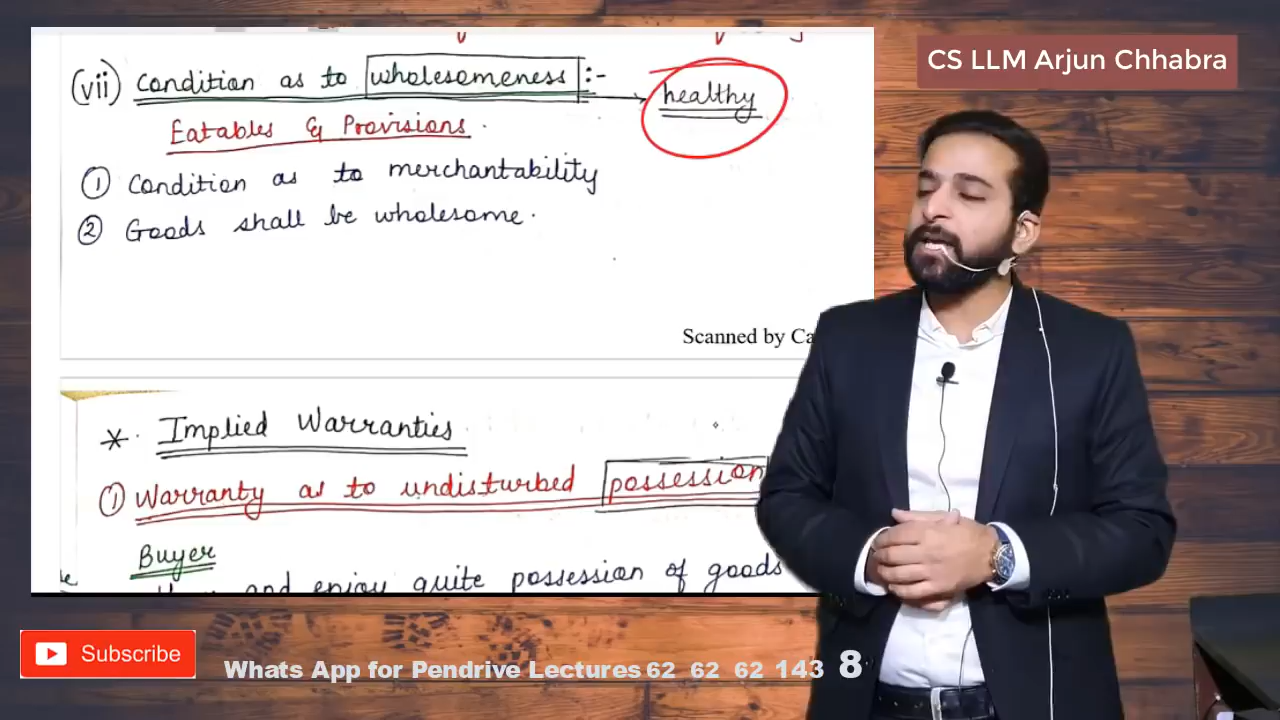 CS LLM Arjun Chhabra
(vii) Condition as to wholesomeness :-
healthy
Eatables & Provisions.
① Condition as to merchantability
② Goods shall be wholesome.
Scanned by Ca
* Implied Warranties
① Warranty as to undisturbed possession
Buyer
and enjoy quite possession of goods
Subscribe
Whats App for Pendrive Lectures 62 62 62 143 8